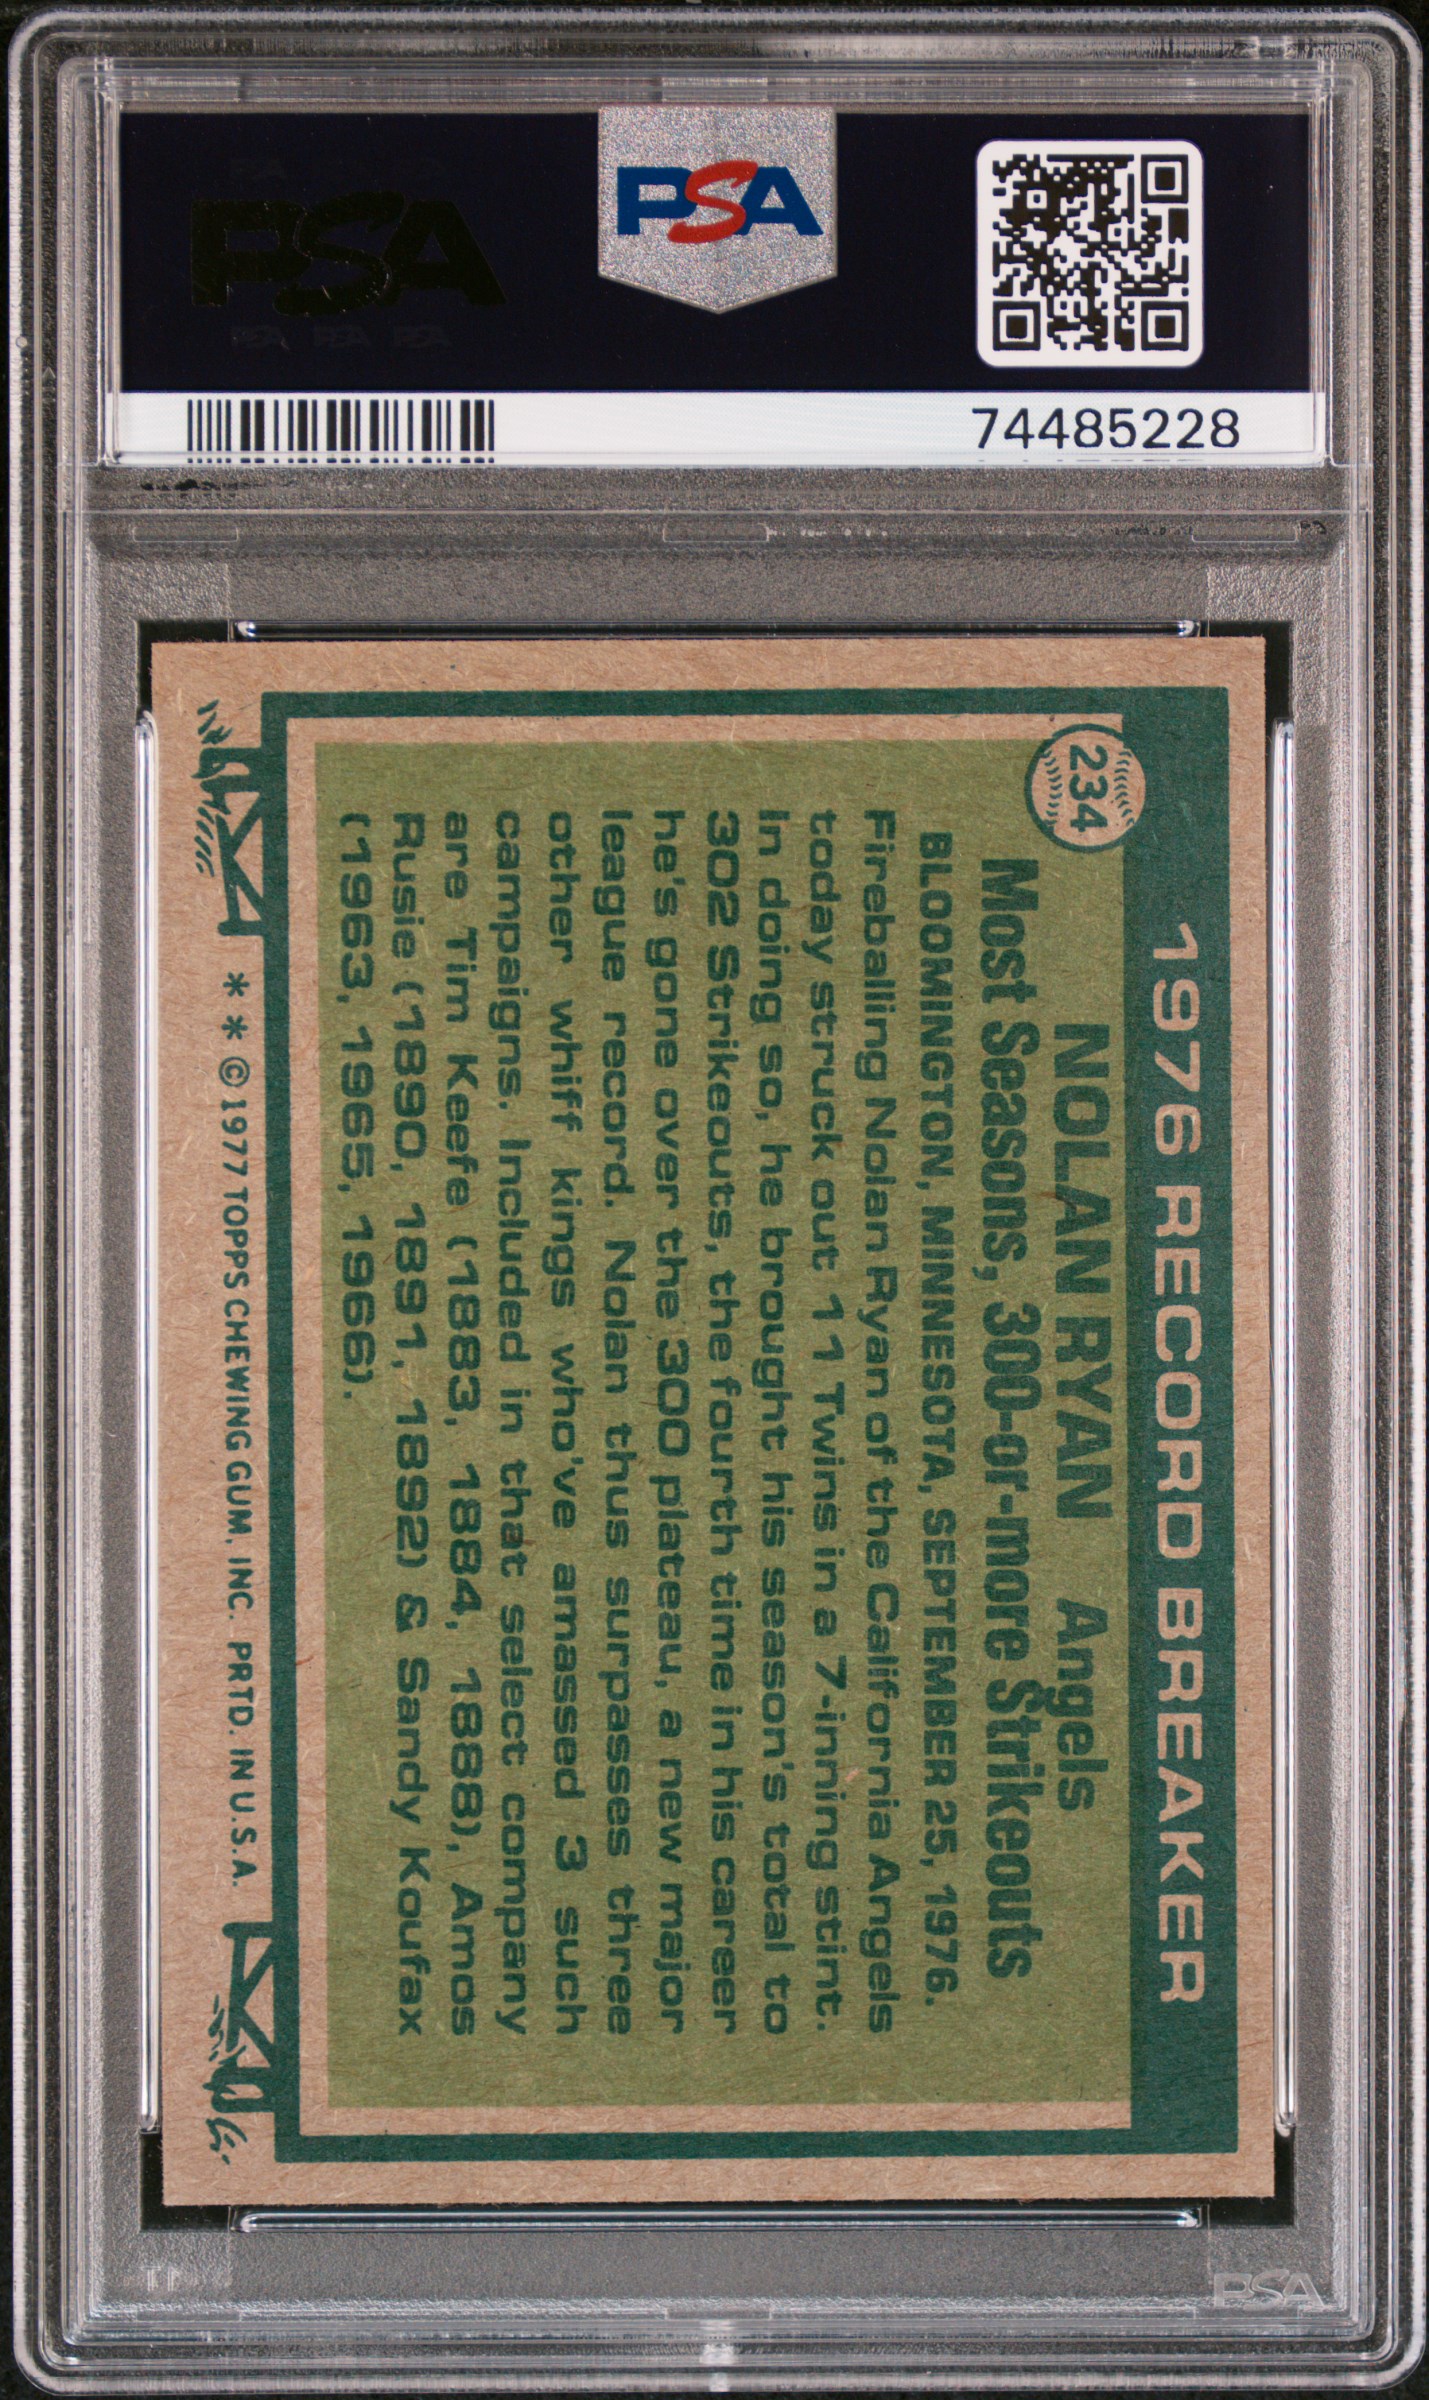 PSA
PSA
74485228
234
1976 RECORD BREAKER
NOLAN RYAN Angels
Most Seasons, 300-or-more Strikeouts
BLOOMINGTON, MINNESOTA, SEPTEMBER 25, 1976.
Fireballing Nolan Ryan of the California Angels
today struck out 11 Twins in a 7-inning stint.
In doing so, he brought his season's total to
302 Strikeouts, the fourth time in his career
he's gone over the 300 plateau, a new major
league record. Nolan thus surpasses three
other whiff kings who've amassed 3 such
campaigns. Included in that select company
are Tim Keefe (1883, 1884, 1888), Amos
Rusie (1890, 1891, 1892) & Sandy Koufax
(1963, 1965, 1966).
* * © 1977 TOPPS CHEWING GUM, INC. PRTD. IN U.S.A.
PSA